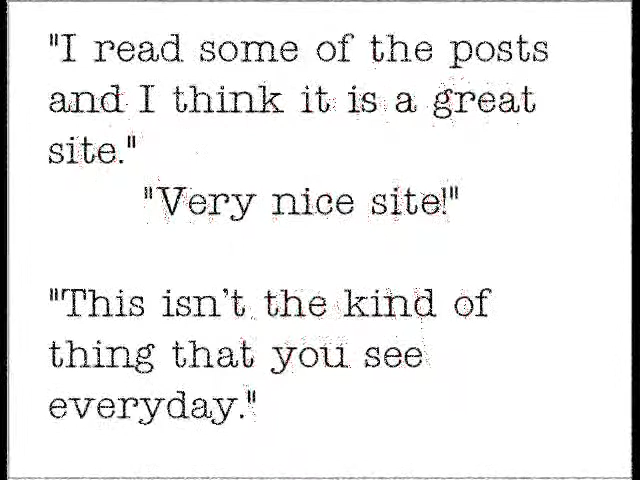 "I read some of the posts
and I think it is a great
site."
"Very nice site!"
"This isn't the kind of
thing that you see
everyday."